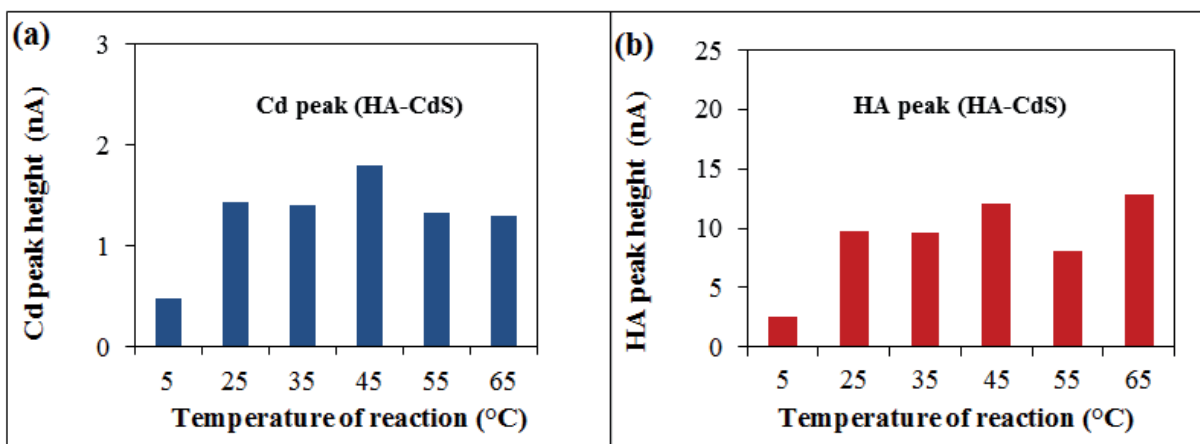 (a)
Cd peak height (nA)
3
2
1
0
Cd peak (HA-CdS)
5 25 35 45 55 65
Temperature of reaction (°C)
(b)
HA peak height (nA)
25
20
15
10
5
0
HA peak (HA-CdS)
5 25 35 45 55 65
Temperature of reaction (°C)